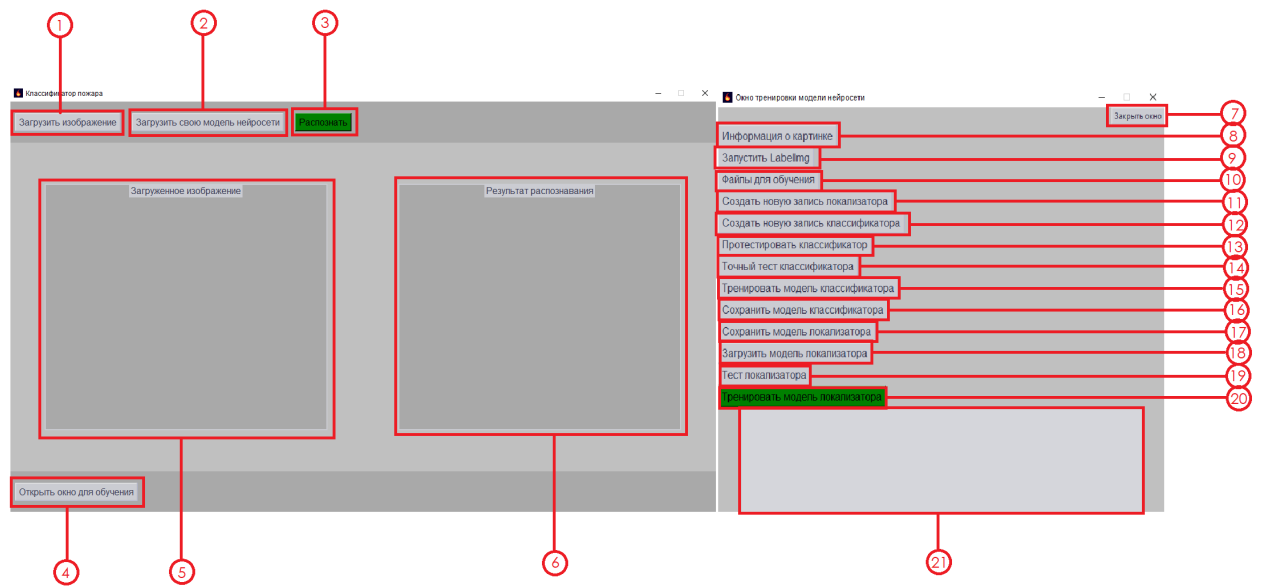 1
2
3
Классификатор пожара
Загрузить изображение
Загрузить свою модель нейросети
Распознать
Загруженное изображение
Результат распознавания
Открыть окно для обучения
4
5
6
Окно тренировки модели нейросети
Закрыть окно
7
Информация о картинке
8
Запустить LabelImg
9
Файлы для обучения
10
Создать новую запись локализатора
11
Создать новую запись классификатора
12
Протестировать классификатор
13
Точный тест классификатора
14
Тренировать модель классификатора
15
Сохранить модель классификатора
16
Сохранить модель локализатора
17
Загрузить модель локализатора
18
Тест локализатора
19
Тренировать модель локализатора
20
21